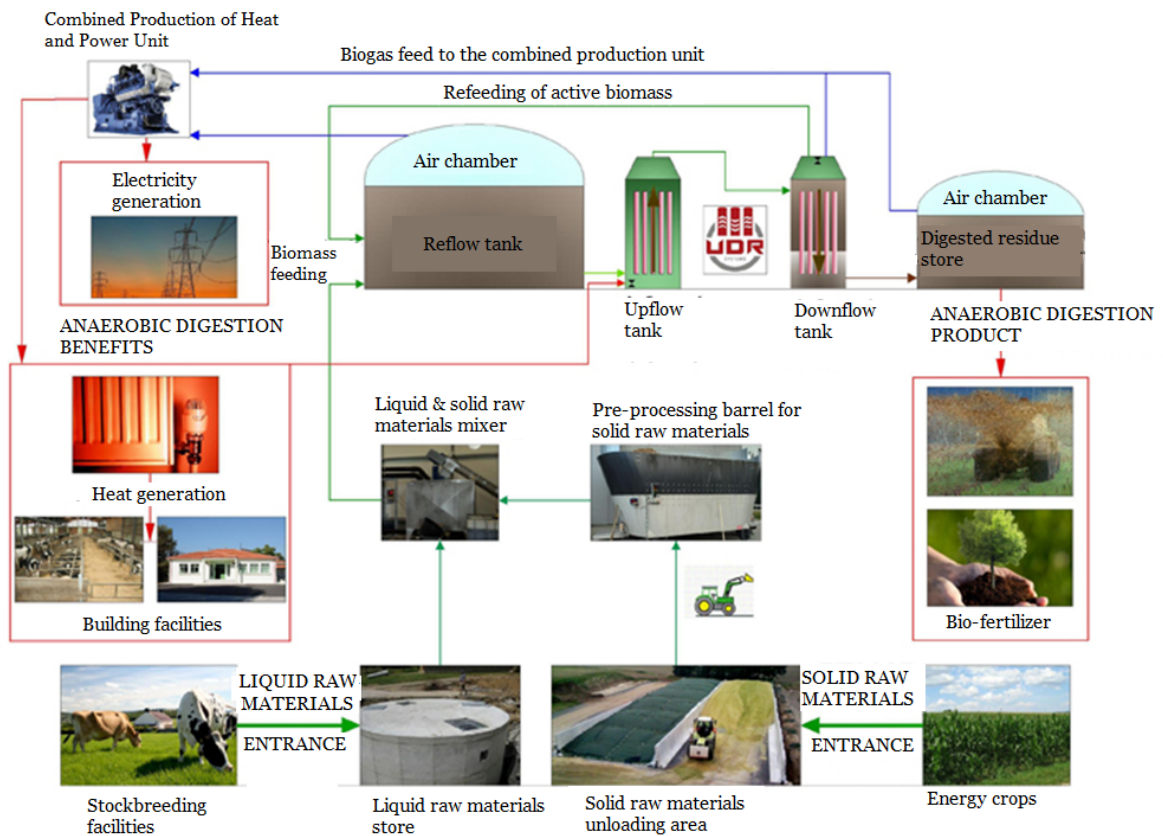 Combined Production of Heat
and Power Unit
Biogas feed to the combined production unit
Refeeding of active biomass
Air chamber
Reflow tank
Electricity
generation
Biomass
feeding
UDR
Air chamber
Digested residue
store
Upflow
tank
Downflow
tank
ANAEROBIC DIGESTION
PRODUCT
ANAEROBIC DIGESTION
BENEFITS
Liquid & solid raw
materials mixer
Pre-processing barrel for
solid raw materials
Heat generation
Building facilities
Bio-fertilizer
LIQUID RAW
MATERIALS
ENTRANCE
SOLID RAW
MATERIALS
ENTRANCE
Stockbreeding
facilities
Liquid raw materials
store
Solid raw materials
unloading area
Energy crops